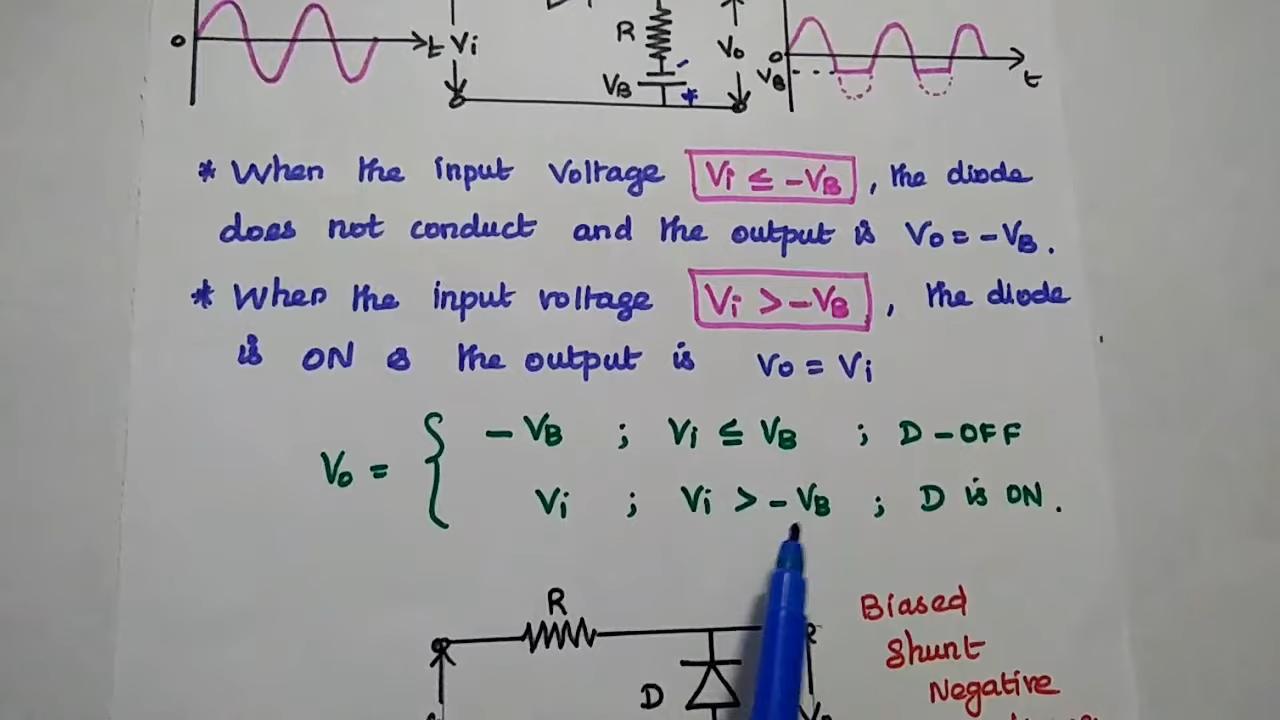 0
t
Vi
R
VB
*
Vo
0
VB
t
* When the input voltage Vi ≤ -VB, the diode
does not conduct and the output is Vo = -VB.
* When the input voltage Vi > -VB, the diode
is ON & the output is Vo = Vi
Vo = { -VB ; Vi ≤ VB ; D-OFF
Vi ; Vi > -VB ; D is ON.
R
D
Biased
Shunt
Negative